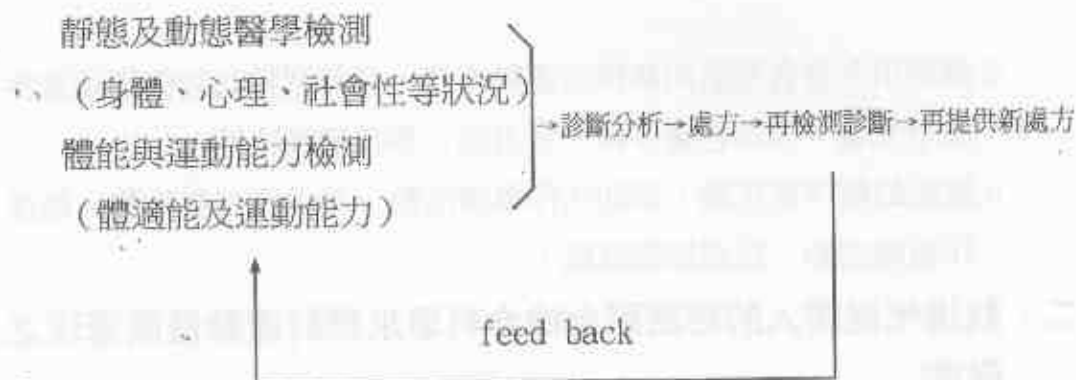 靜態及動態醫學檢測
（身體、心理、社會性等狀況）
體能與運動能力檢測
（體適能及運動能力）
→診斷分析→處方→再檢測診斷→再提供新處方
feed back